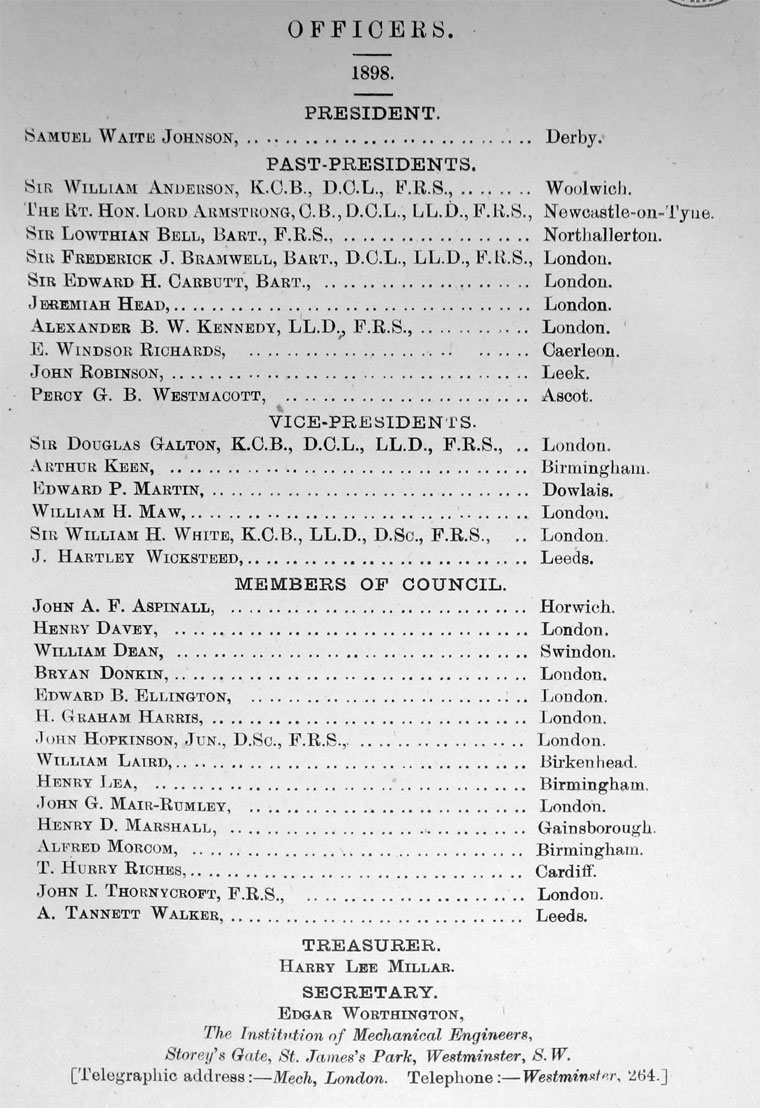 OFFICERS.
1898.
PRESIDENT.
SAMUEL WAITE JOHNSON, .................................. Derby.
PAST-PRESIDENTS.
SIR WILLIAM ANDERSON, K.C.B., D.C.L., F.R.S., ........ Woolwich.
THE RT. HON. LORD ARMSTRONG, C.B., D.C.L., LL.D., F.R.S., Newcastle-on-Tyne.
SIR LOWTHIAN BELL, BART., F.R.S., ...................... Northallerton.
SIR FREDERICK J. BRAMWELL, BART., D.C.L., LL.D., F.R.S., London.
SIR EDWARD H. CARBUTT, BART., ........................ London.
JEREMIAH HEAD, ........................................ London.
ALEXANDER B. W. KENNEDY, LL.D., F.R.S., ............ London.
E. WINDSOR RICHARDS, .......................... Caerleon.
JOHN ROBINSON, ........................................ Leek.
PERCY G. B. WESTMACOTT, ............................ Ascot.
VICE-PRESIDENTS.
SIR DOUGLAS GALTON, K.C.B., D.C.L., LL.D., F.R.S., .. London.
ARTHUR KEEN, .......................................... Birmingham.
EDWARD P. MARTIN, .................................... Dowlais.
WILLIAM H. MAW, ...................................... London.
SIR WILLIAM H. WHITE, K.C.B., LL.D., D.SC., F.R.S., .. London.
J. HARTLEY WICKSTEED, ................................ Leeds.
MEMBERS OF COUNCIL.
JOHN A. F. ASPINALL, .................................. Horwich.
HENRY DAVEY, .......................................... London.
WILLIAM DEAN, ........................................ Swindon.
BRYAN DONKIN, ........................................ London.
EDWARD B. ELLINGTON, ................................ London.
H. GRAHAM HARRIS, .................................... London.
JOHN HOPKINSON, JUN., D.SC., F.R.S., .................. London.
WILLIAM LAIRD, ........................................ Birkenhead.
HENRY LEA, ............................................ Birmingham.
JOHN G. MAIR-RUMLEY, ................................ London.
HENRY D. MARSHALL, .................................. Gainsborough.
ALFRED MORCOM, ...................................... Birmingham.
T. HURRY RICHES, ...................................... Cardiff.
JOHN I. THORNYCROFT, F.R.S., ........................ London.
A. TANNETT WALKER, .................................. Leeds.
TREASURER.
HARRY LEE MILLAR.
SECRETARY.
EDGAR WORTHINGTON,
The Institution of Mechanical Engineers,
Storey's Gate, St. James's Park, Westminster, S.W.
[Telegraphic address:—Mech, London. Telephone:—Westminster, 264.]